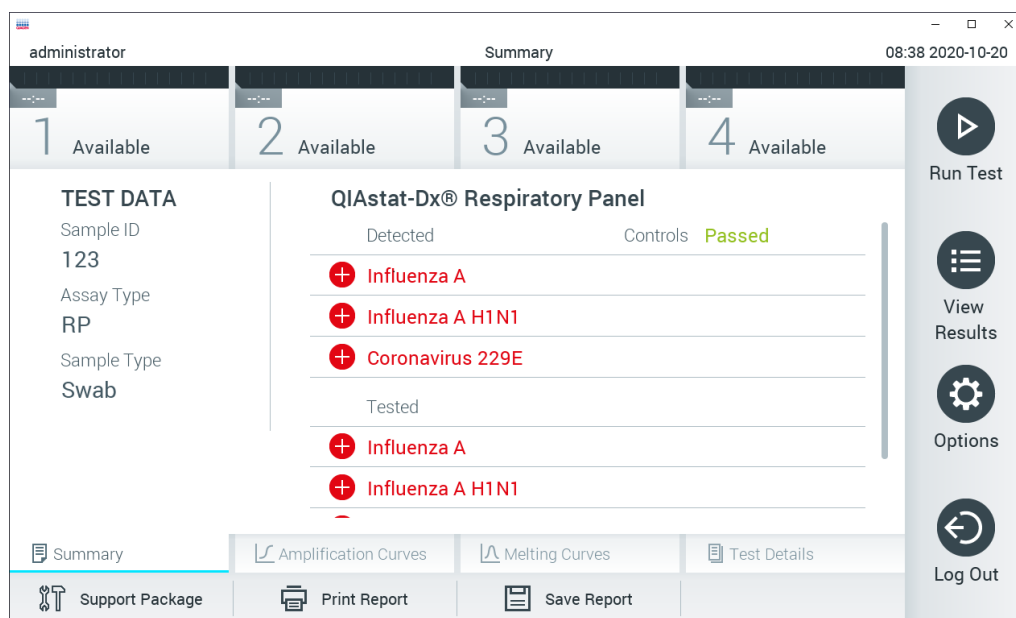 administrator
Summary
08:38 2020-10-20
--:--
1 Available
--:--
2 Available
--:--
3 Available
--:--
4 Available
Run Test
View
Results
Options
Log Out
TEST DATA
Sample ID
123
Assay Type
RP
Sample Type
Swab
QIAstat-Dx® Respiratory Panel
Detected
Controls Passed
Influenza A
Influenza A H1N1
Coronavirus 229E
Tested
Influenza A
Influenza A H1N1
Summary
Amplification Curves
Melting Curves
Test Details
Support Package
Print Report
Save Report